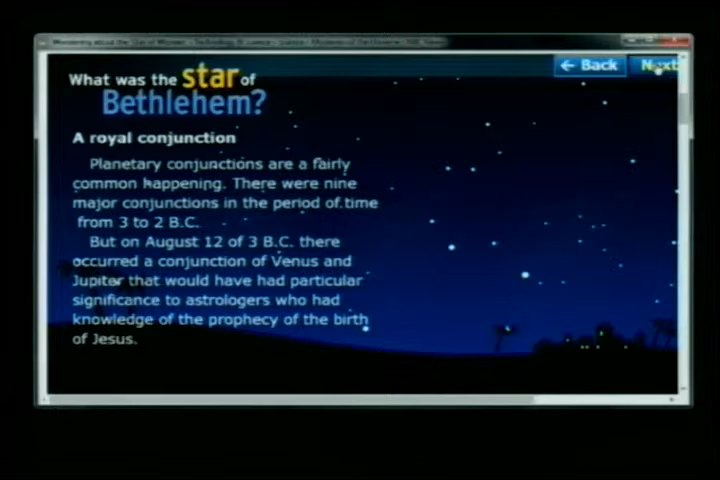 What was the star of
Bethlehem?
← Back
Next
A royal conjunction
Planetary conjunctions are a fairly
common happening. There were nine
major conjunctions in the period of time
from 3 to 2 B.C.
But on August 12 of 3 B.C. there
occurred a conjunction of Venus and
Jupiter that would have had particular
significance to astrologers who had
knowledge of the prophecy of the birth
of Jesus.